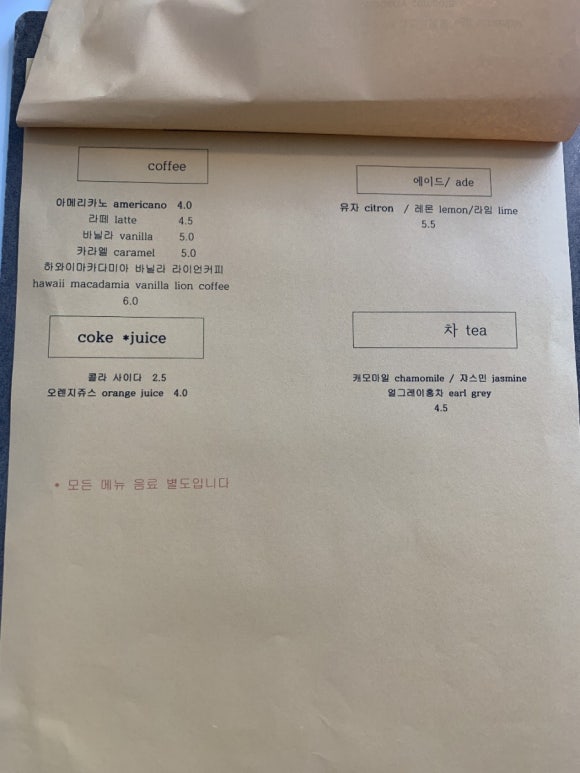 coffee
아메리카노 americano 4.0
라떼 latte 4.5
바닐라 vanilla 5.0
카라멜 caramel 5.0
하와이마카다미아 바닐라 라이언커피
hawaii macadamia vanilla lion coffee
6.0
coke *juice
콜라 사이다 2.5
오렌지쥬스 orange juice 4.0
* 모든 메뉴 음료 별도입니다
에이드/ ade
유자 citron / 레몬 lemon/라임 lime
5.5
차 tea
캐모마일 chamomile / 쟈스민 jasmine
얼그레이홍차 earl grey
4.5